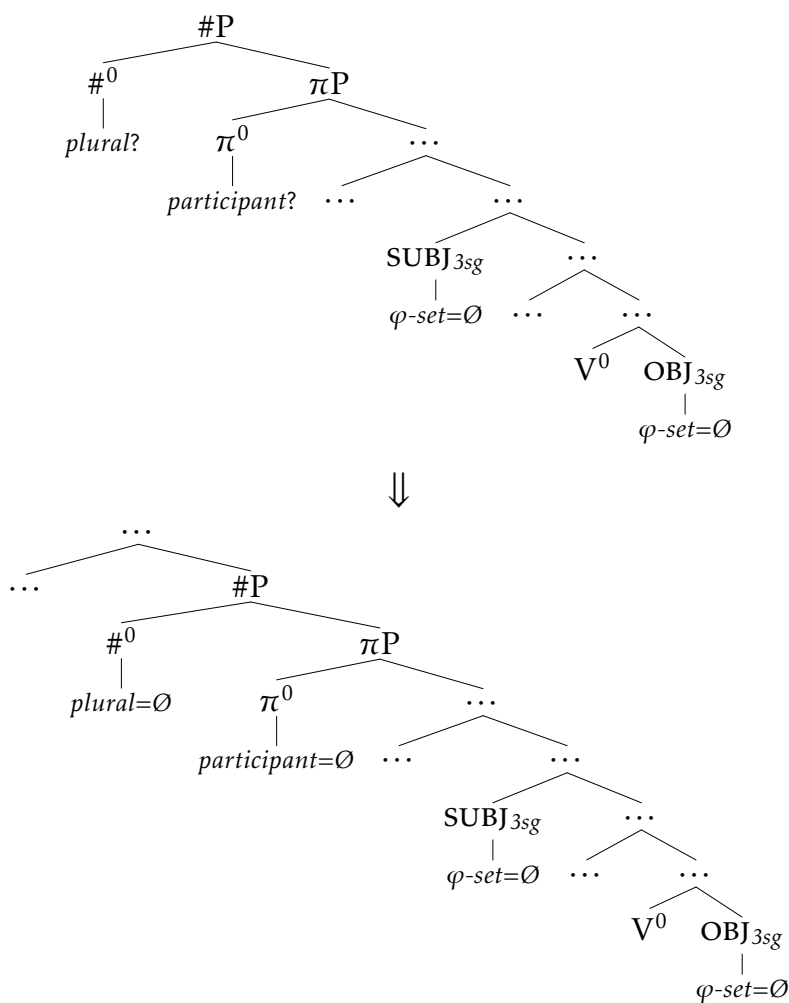 #P
#⁰ πP
plural? π⁰ ...
participant? ... ...
SUBJ3sg ...
φ-set=Ø ... ...
V⁰ OBJ3sg
φ-set=Ø
⇓
...
... #P
#⁰ πP
plural=Ø π⁰ ...
participant=Ø ... ...
SUBJ3sg ...
φ-set=Ø ... ...
V⁰ OBJ3sg
φ-set=Ø